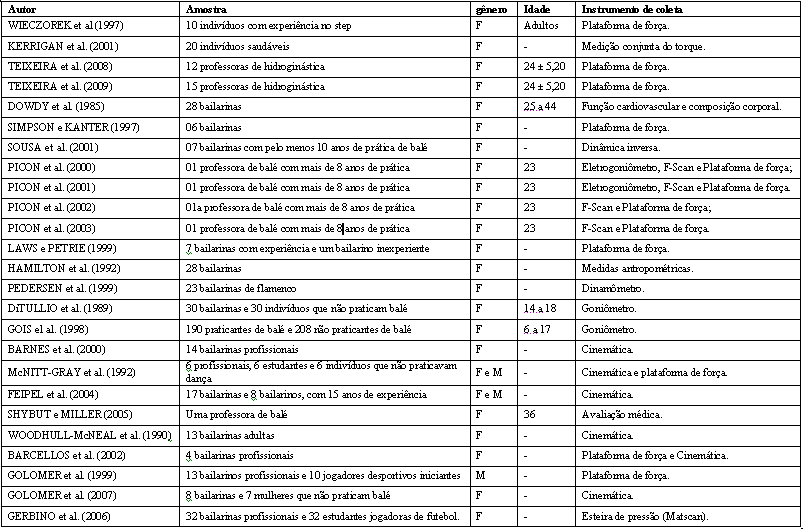 Autor Amostra gênero Idade Instrumento de coleta
WIECZOREK et al (1997) 10 indivíduos com experiência no step F Adultos Plataforma de força.
KERRIGAN et al. (2001) 20 indivíduos saudáveis F - Medição conjunta do torque.
TEIXEIRA et al. (2008) 12 professoras de hidroginástica F 24 ± 5,20 Plataforma de força.
TEIXEIRA et al. (2009) 15 professoras de hidroginástica F 24 ± 5,20 Plataforma de força.
DOWDY et al. (1985) 28 bailarinas F 25 a 44 Função cardiovascular e composição corporal.
SIMPSON e KANTER (1997) 06 bailarinas F - Plataforma de força.
SOUSA et al. (2001) 07 bailarinas com pelo menos 10 anos de prática de balé F - Dinâmica inversa.
PICON et al. (2000) 01 professora de balé com mais de 8 anos de prática F 23 Eletrogoniômetro, F-Scan e Plataforma de força;
PICON et al. (2001) 01 professora de balé com mais de 8 anos de prática F 23 Eletrogoniômetro, F-Scan e Plataforma de força.
PICON et al. (2002) 01a professora de balé com mais de 8 anos de prática F 23 F-Scan e Plataforma de força;
PICON et al. (2003) 01 professora de balé com mais de 8 anos de prática F 23 F-Scan e Plataforma de força.
LAWS e PETRIE (1999) 7 bailarinas com experiência e um bailarino inexperiente F - Plataforma de força.
HAMILTON et al. (1992) 28 bailarinas F - Medidas antropométricas.
PEDERSEN et al. (1999) 23 bailarinas de flamenco F - Dinamômetro.
DiTULLIO et al. (1989) 30 bailarinas e 30 indivíduos que não praticam balé F 14 a 18 Goniômetro.
GOIS el al. (1998) 190 praticantes de balé e 208 não praticantes de balé F 6 a 17 Goniômetro.
BARNES et al. (2000) 14 bailarinas profissionais F - Cinemática.
McNITT-GRAY et al. (1992) 6 profissionais, 6 estudantes e 6 indivíduos que não praticavam dança F e M - Cinemática e plataforma de força.
FEIPEL et al. (2004) 17 bailarinas e 8 bailarinos, com 15 anos de experiência F e M - Cinemática.
SHYBUT e MILLER (2005) Uma professora de balé F 36 Avaliação médica.
WOODHULL-McNEAL et al. (1990) 13 bailarinas adultas F - Cinemática.
BARCELLOS et al. (2002) 4 bailarinas profissionais F - Plataforma de força e Cinemática.
GOLOMER et al. (1999) 13 bailarinos profissionais e 10 jogadores desportivos iniciantes M - Plataforma de força.
GOLOMER et al. (2007) 8 bailarinas e 7 mulheres que não praticam balé F - Cinemática.
GERBINO et al. (2006) 32 bailarinas profissionais e 32 estudantes jogadoras de futebol. F - Esteira de pressão (Matscan).